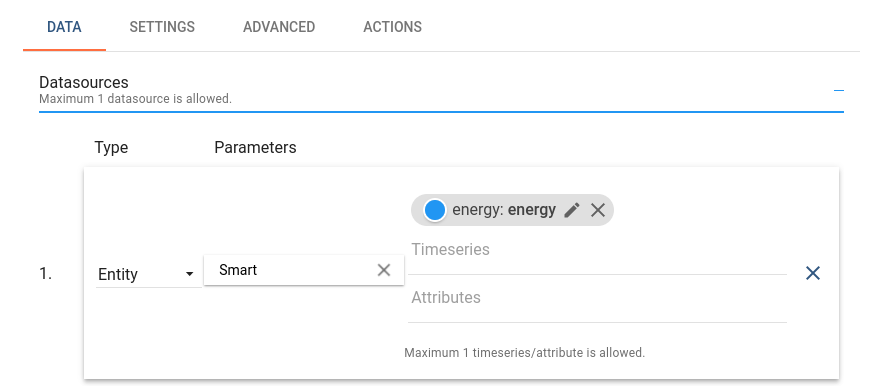 DATA SETTINGS ADVANCED ACTIONS
Datasources
Maximum 1 datasource is allowed.
Type Parameters
energy: energy
Timeseries
1. Entity Smart
Attributes
Maximum 1 timeseries/attribute is allowed.